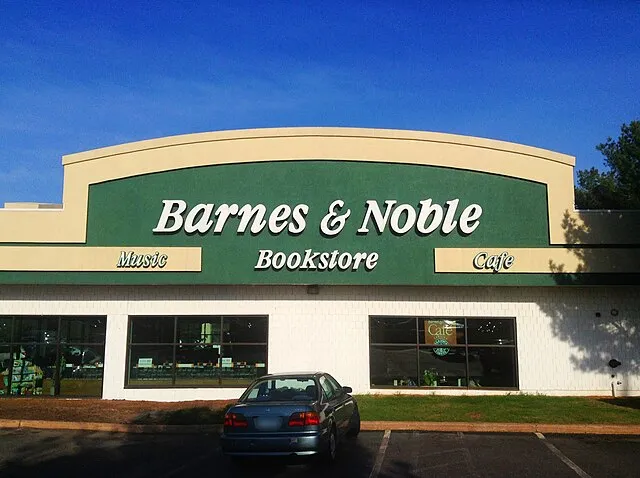 Barnes & Noble
Bookstore
Music
Cafe
Cafe